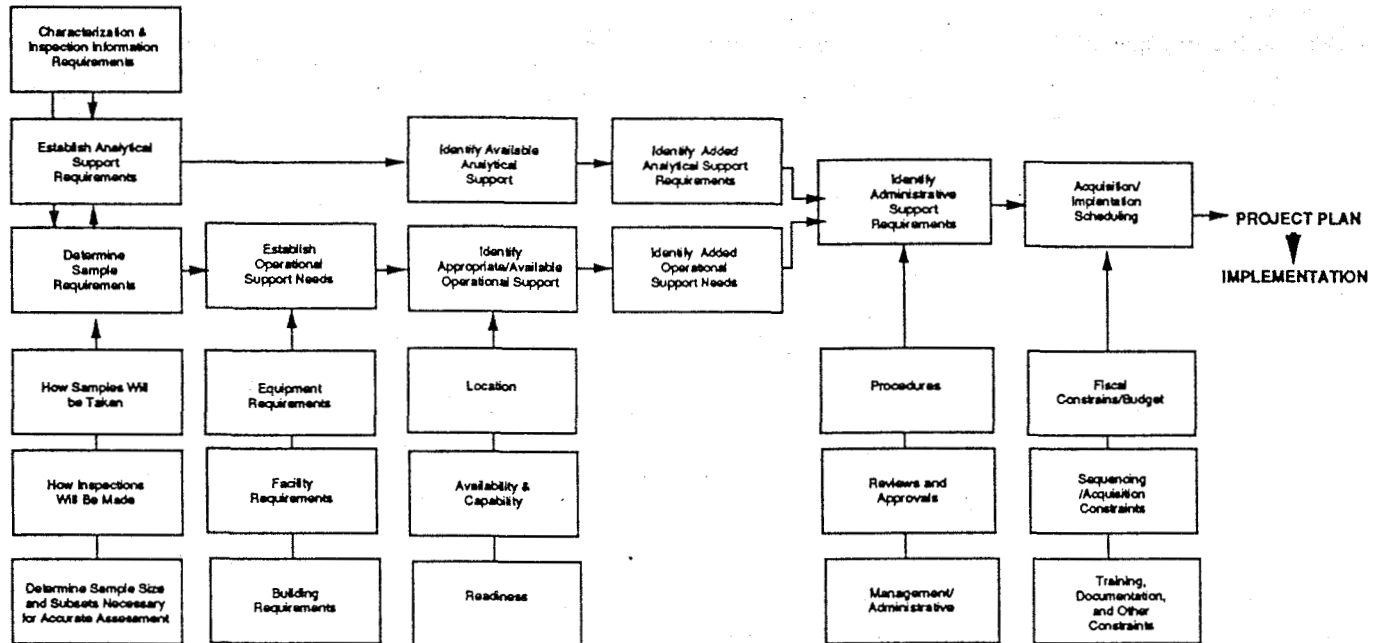 Characterization &
Inspection Information
Requirements
Establish Analytical
Support
Requirements
Identify Available
Analytical
Support
Identify Added
Analytical Support
Requirements
Identify
Administrative
Support
Requirements
Acquisition/
Implentation
Scheduling
PROJECT PLAN
IMPLEMENTATION
Determine
Sample
Requirements
Establish
Operational
Support Needs
Identify
Appropriate/Available
Operational Support
Identify Added
Operational
Support Needs
How Samples Will
be Taken
Equipment
Requirements
Location
Procedures
Fiscal
Constrains/Budget
How Inspections
Will Be Made
Facility
Requirements
Availability &
Capability
Reviews and
Approvals
Sequencing
/Acquisition
Constraints
Determine Sample Size
and Subsets Necessary
for Accurate Assessment
Building
Requirements
Readiness
Management/
Administrative
Training,
Documentation,
and Other
Constraints